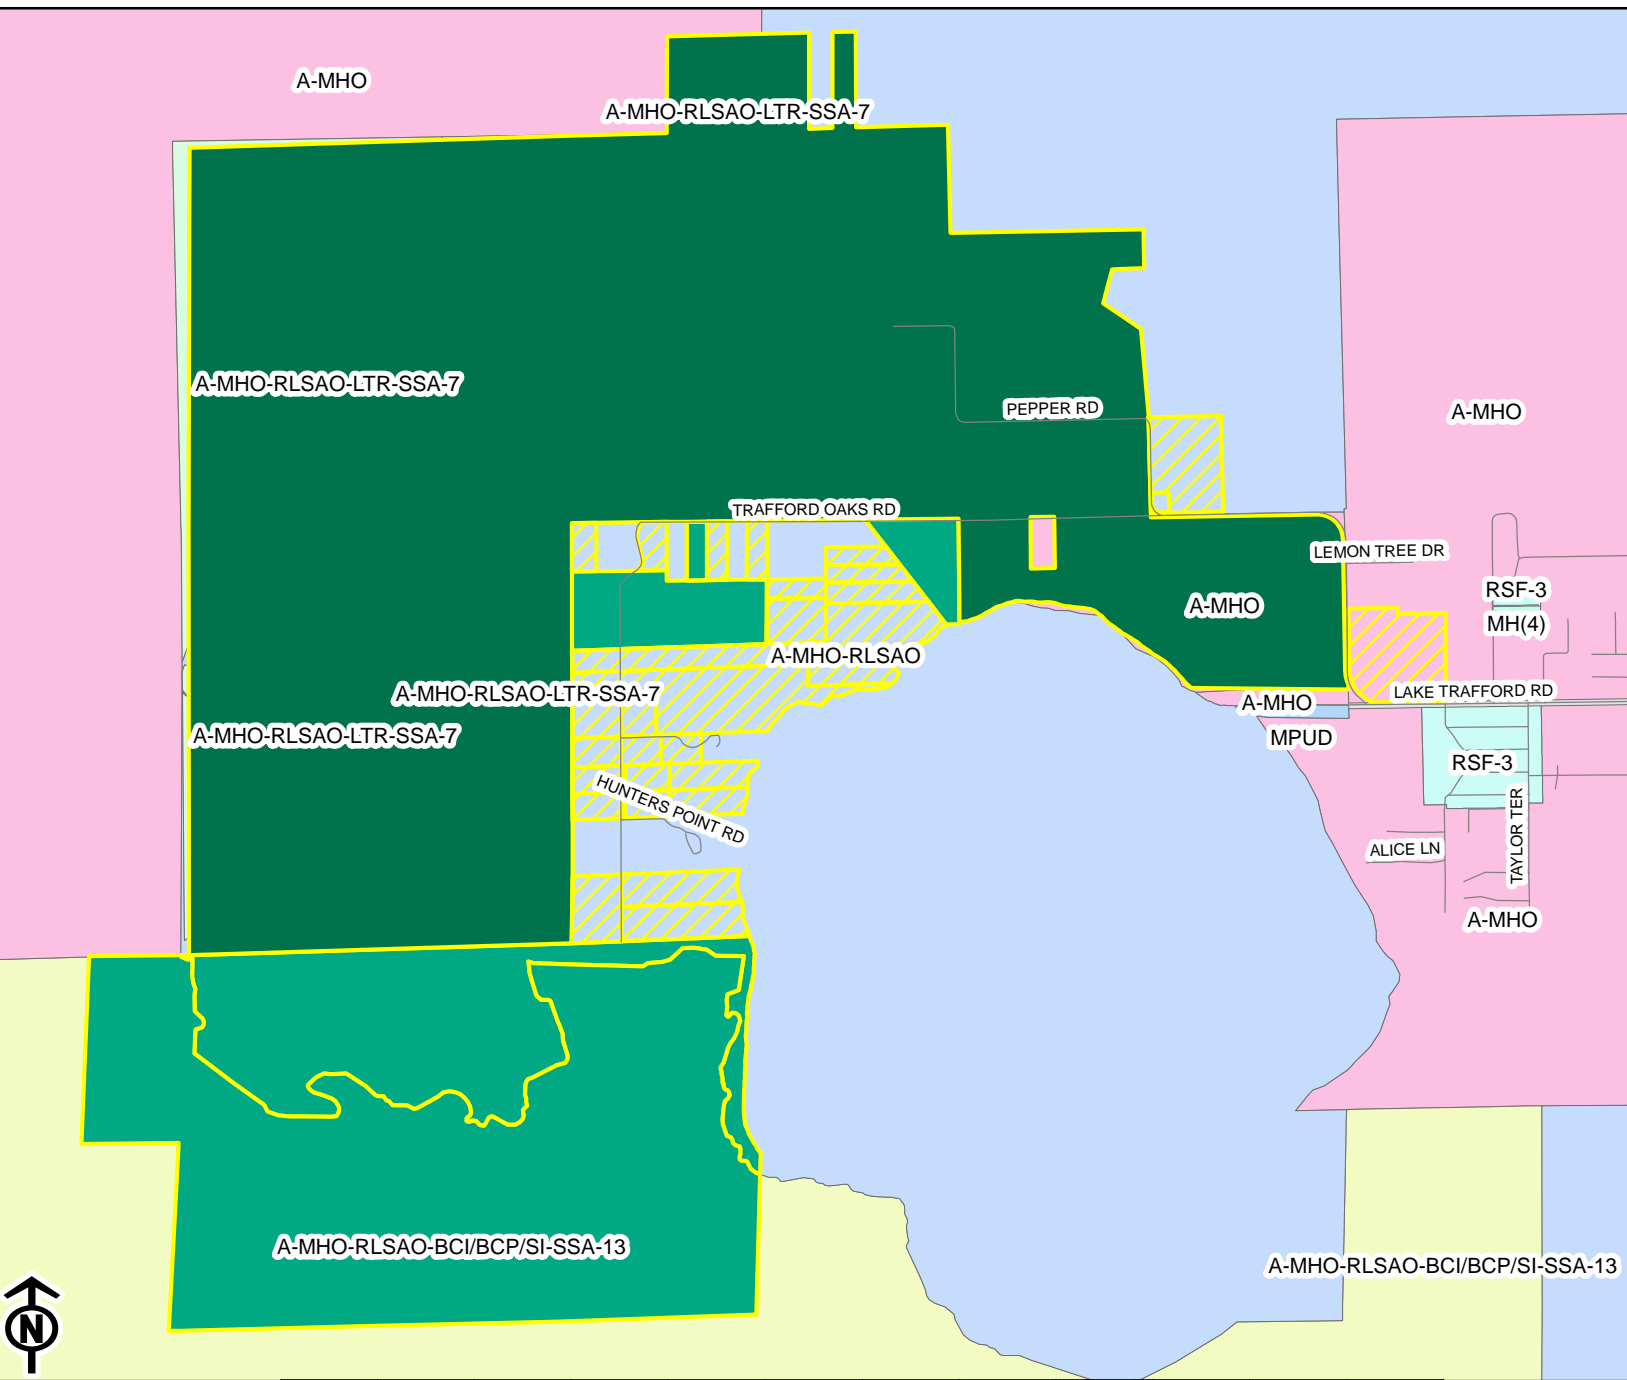 A-MHO
A-MHO-RLSAO-LTR-SSA-7
A-MHO-RLSAO-LTR-SSA-7
PEPPER RD
A-MHO
TRAFFORD OAKS RD
LEMON TREE DR
RSF-3
A-MHO
MH(4)
A-MHO-RLSAO
A-MHO-RLSAO-LTR-SSA-7
LAKE TRAFFORD RD
A-MHO
A-MHO-RLSAO-LTR-SSA-7
MPUD
RSF-3
HUNTERS POINT RD
TAYLOR TER
ALICE LN
A-MHO
A-MHO-RLSAO-BCI/BCP/SI-SSA-13
A-MHO-RLSAO-BCI/BCP/SI-SSA-13
N